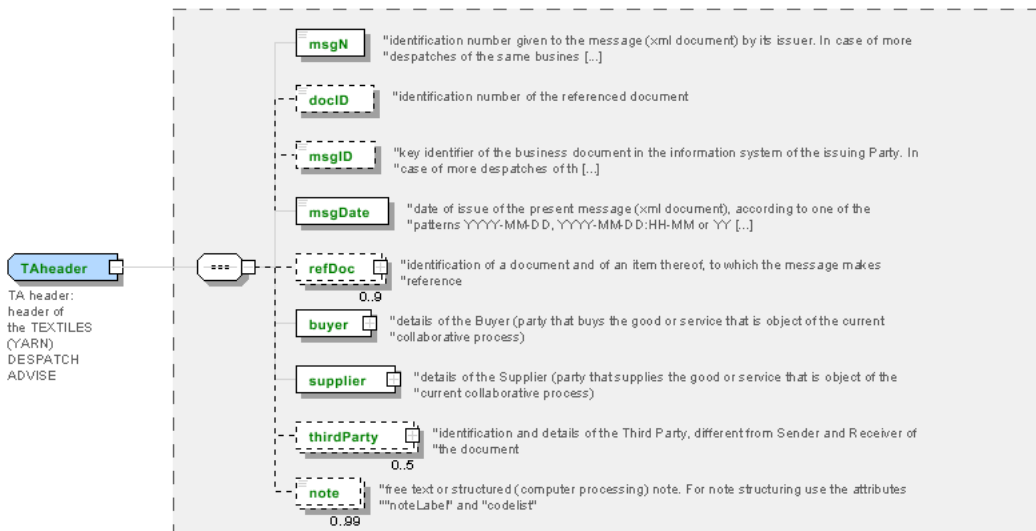 msgN
"identification number given to the message (xml document) by its issuer. In case of more
"despatches of the same busines [...]
docID
"identification number of the referenced document
msgID
"key identifier of the business document in the information system of the issuing Party. In
"case of more despatches of th [...]
msgDate
"date of issue of the present message (xml document), according to one of the
"patterns YYYY-MM-DD, YYYY-MM-DD:HH-MM or YY [...]
TAheader
TA header:
header of
the TEXTILES
(YARN)
DESPATCH
ADVISE
refDoc
"identification of a document and of an item thereof, to which the message makes
"reference
0..9
buyer
"details of the Buyer (party that buys the good or service that is object of the current
"collaborative process)
supplier
"details of the Supplier (party that supplies the good or service that is object of the
"current collaborative process)
thirdParty
"identification and details of the Third Party, different from Sender and Receiver of
"the document
0..5
note
"free text or structured (computer processing) note. For note structuring use the attributes
""noteLabel" and "codelist"
0..99